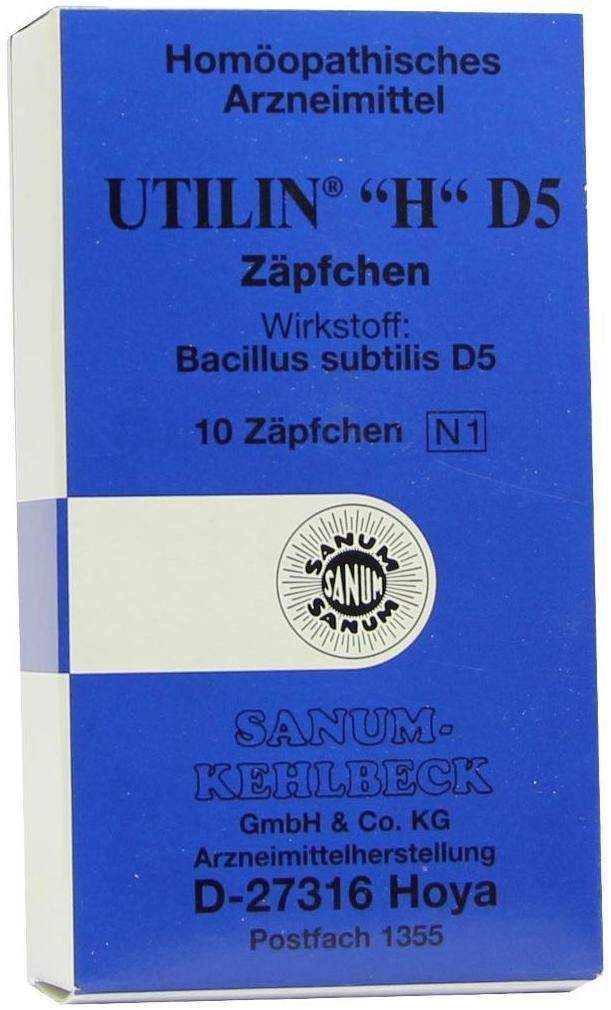 Homöopathisches
Arzneimittel
UTILIN® “H“ D5
Zäpfchen
Wirkstoff:
Bacillus subtilis D5
10 Zäpfchen N1
SANUM
SANUM
SANUM
SANUM-
KEHLBECK
GmbH & Co. KG
Arzneimittelherstellung
D-27316 Hoya
Postfach 1355